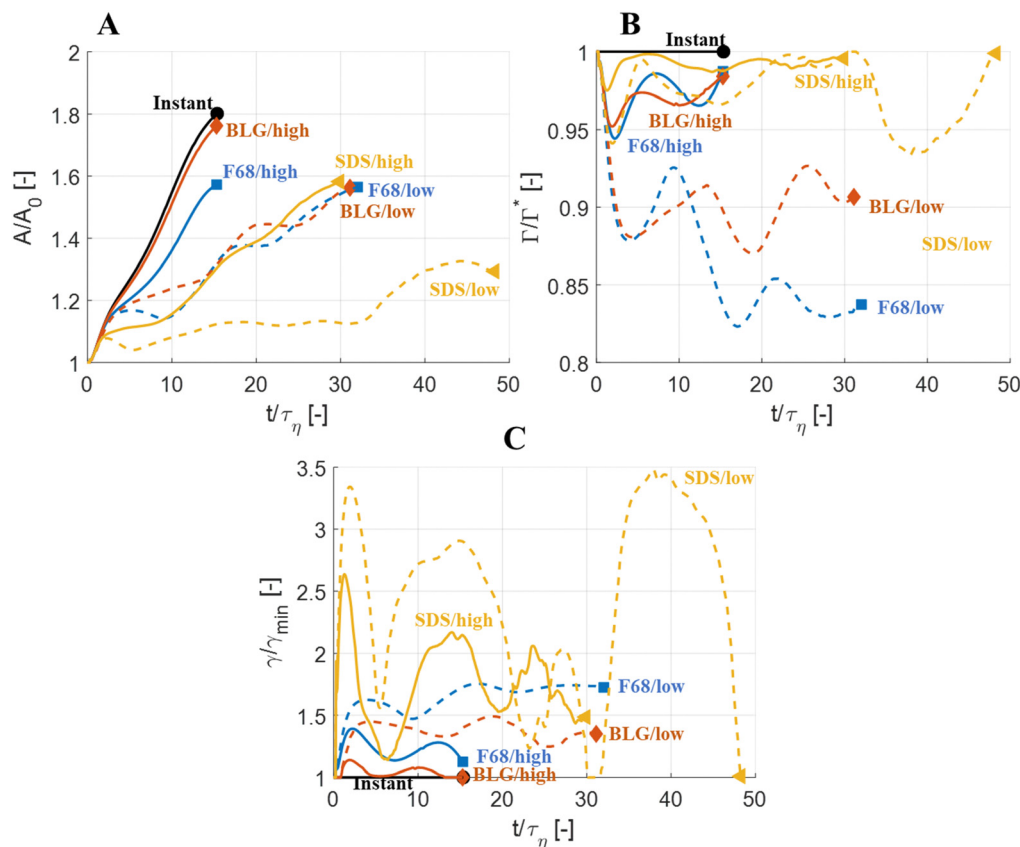 A
B
2
1.8
1.6
1.4
1.2
1
A/A0 [-]
Instant
BLG/high
F68/high
SDS/high
F68/low
BLG/low
SDS/low
0
10
20
30
40
50
t/τη [-]
1
0.95
0.9
0.85
0.8
Γ/Γ* [-]
Instant
SDS/high
BLG/high
F68/high
BLG/low
SDS/low
F68/low
0
10
20
30
40
50
t/τη [-]
C
3.5
3
2.5
2
1.5
1
γ/γmin [-]
SDS/low
SDS/high
F68/low
BLG/low
F68/high
BLG/high
Instant
0
10
20
30
40
50
t/τη [-]